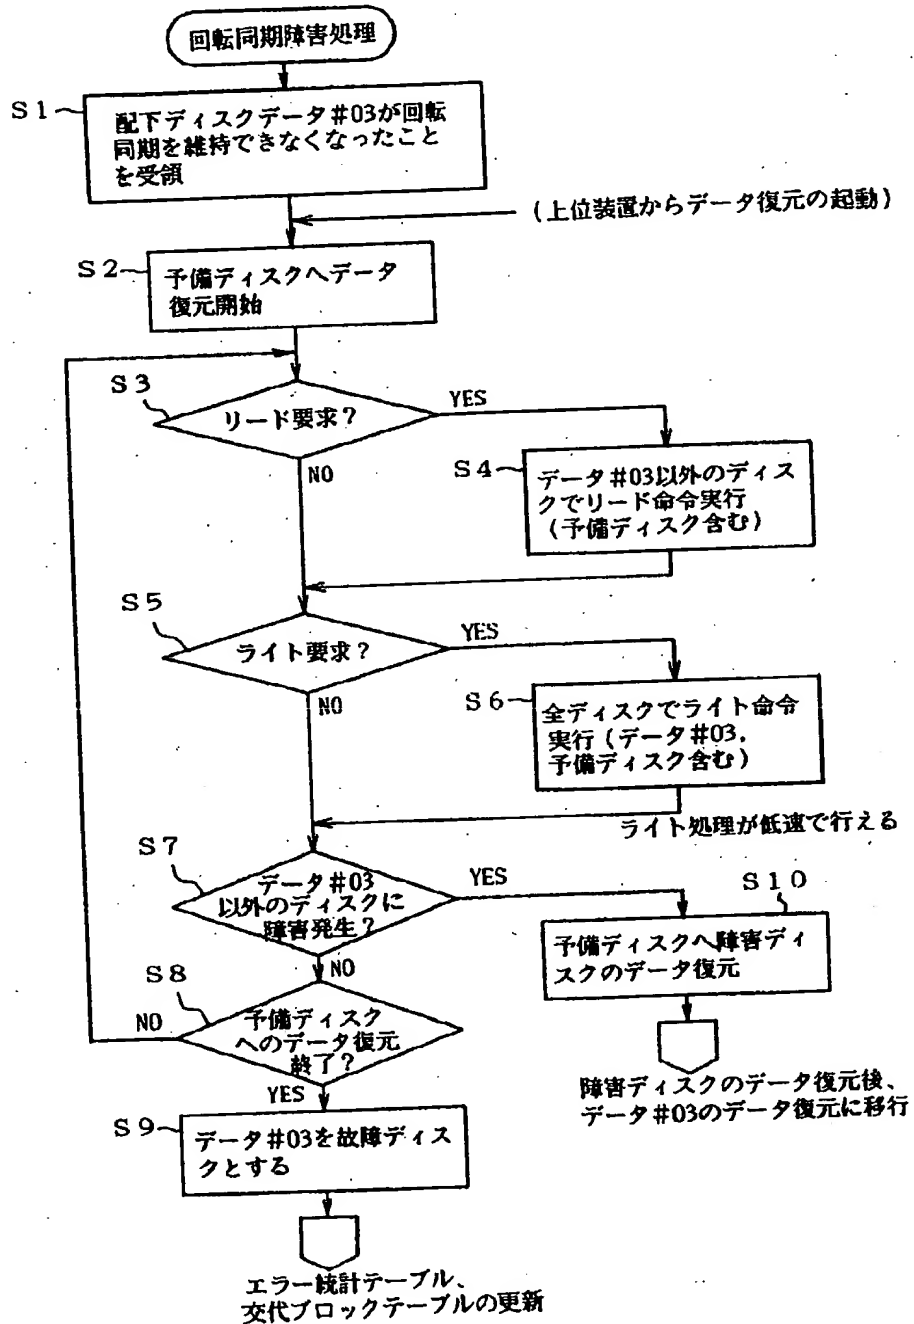 回転同期障害処理
S1
配下ディスクデータ#03が回転
同期を維持できなくなったこと
を受領
(上位装置からデータ復元の起動)
S2
予備ディスクへデータ
復元開始
S3
リード要求?
YES
NO
S4
データ#03以外のディス
クでリード命令実行
(予備ディスク含む)
S5
ライト要求?
YES
NO
S6
全ディスクでライト命令
実行(データ#03.
予備ディスク含む)
ライト処理が低速で行える
S7
データ#03
以外のディスクに
障害発生?
YES
NO
S10
予備ディスクへ障害ディ
スクのデータ復元
障害ディスクのデータ復元後、
データ#03のデータ復元に移行
S8
予備ディスク
へのデータ復元
終了?
NO
YES
S9
データ#03を故障ディス
クとする
エラー統計テーブル、
交代ブロックテーブルの更新